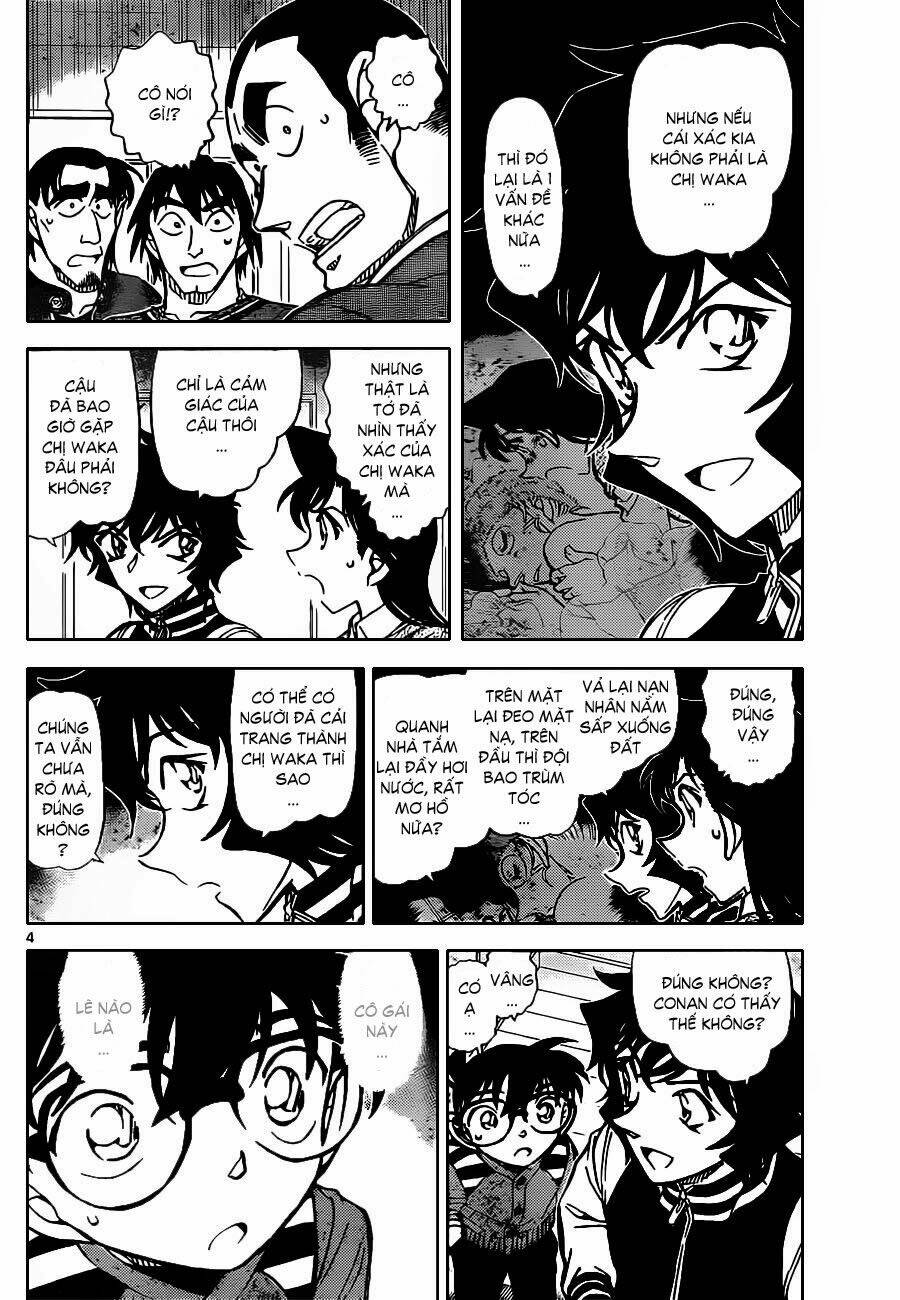 NHƯNG NẾU
CÁI XÁC KIA
KHÔNG PHẢI LÀ
CHỊ WAKA
...
THÌ ĐÓ
LẠI LÀ 1
VẤN ĐỀ
KHÁC
NỮA
...
CÔ
...
CÔ NÓI
GÌ!?
NHƯNG
THẬT LÀ
TỚ ĐÃ
NHÌN THẤY
XÁC CỦA
CHỊ WAKA
MÀ
...
CHỈ LÀ CẢM
GIÁC CỦA
CẬU THÔI
...
CẬU
ĐÃ BAO
GIỜ GẶP
CHỊ WAKA
ĐÂU PHẢI
KHÔNG?
ĐÚNG,
ĐÚNG
VẬY
...
VẢ LẠI NẠN
NHÂN NẰM
SẤP XUỐNG
ĐẤT
TRÊN MẶT
LẠI ĐEO MẶT
NẠ, TRÊN
ĐẦU THÌ ĐỘI
BAO TRÙM
TÓC
...
QUANH
NHÀ TẮM
LẠI ĐẦY HƠI
NƯỚC, RẤT
MƠ HỒ
NỮA?
CÓ THỂ CÓ
NGƯỜI ĐÃ CẢI
TRANG THÀNH
CHỊ WAKA THÌ
SAO
...
CHÚNG
TA VẪN
CHƯA
RÕ MÀ,
ĐÚNG
KHÔNG
?
4
ĐÚNG KHÔNG?
CONAN CÓ THẤY
THẾ KHÔNG?
VÂNG
...
CÓ
Ạ
...
CÔ GÁI
NÀY
...
LẼ NÀO
LÀ
...